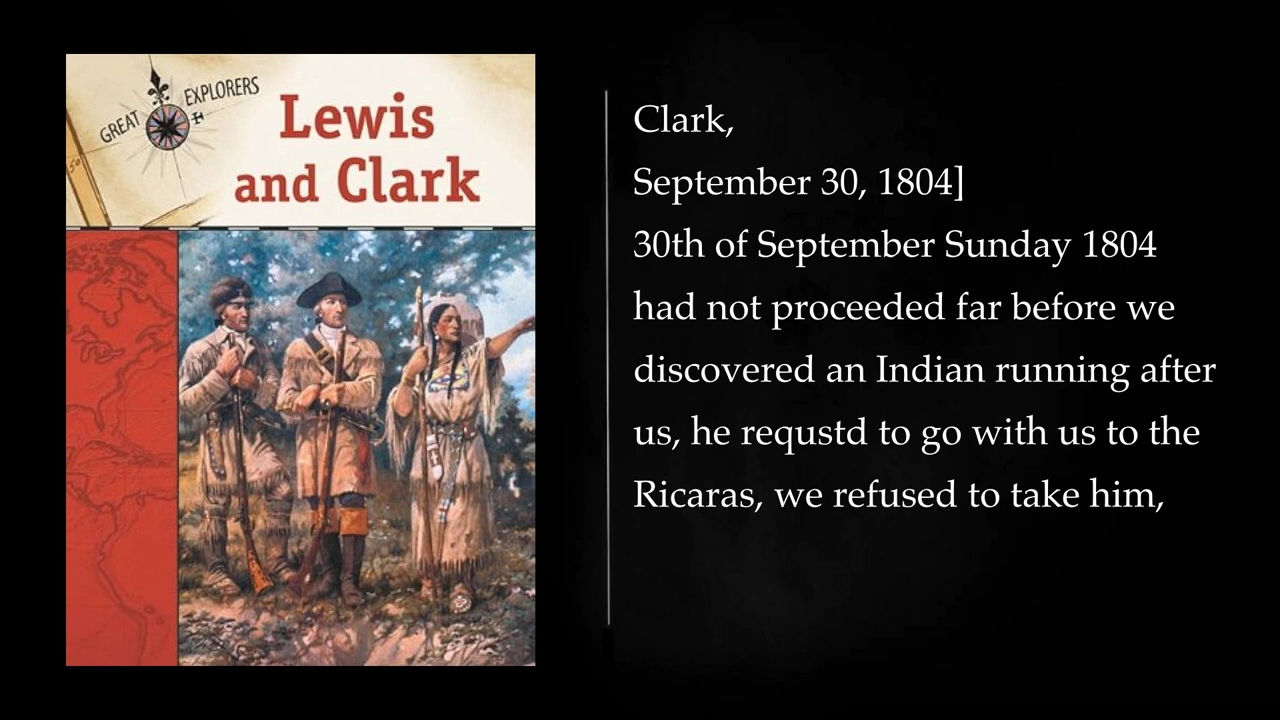 GREAT EXPLORERS
Lewis
and Clark
50
Clark,
September 30, 1804]
30th of September Sunday 1804
had not proceeded far before we
discovered an Indian running after
us, he requstd to go with us to the
Ricaras, we refused to take him,